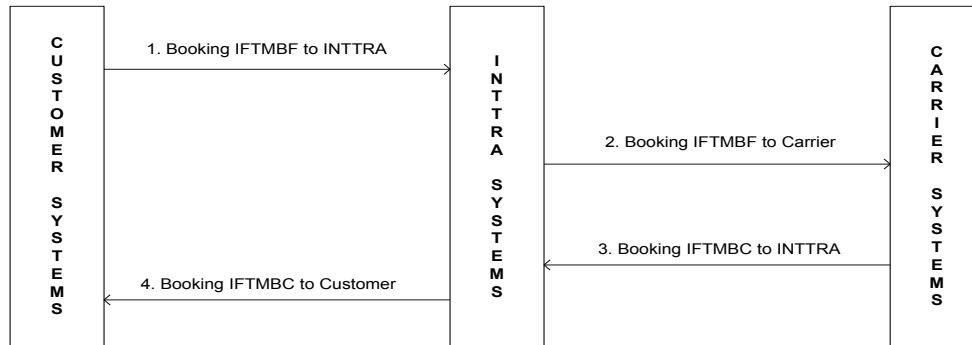 CUSTOMER SYSTEMS
1. Booking IFTMBF to INTTRA
INTTRA SYSTEMS
2. Booking IFTMBF to Carrier
3. Booking IFTMBC to INTTRA
4. Booking IFTMBC to Customer
CARRIER SYSTEMS